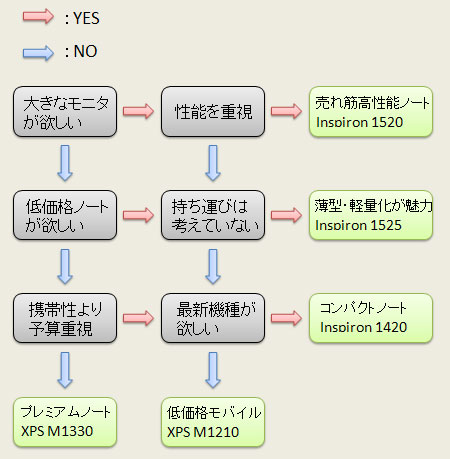 : YES
: NO
大きなモニタ
が欲しい
性能を重視
売れ筋高性能ノート
Inspiron 1520
低価格ノート
が欲しい
持ち運びは
考えていない
薄型・軽量化が魅力
Inspiron 1525
携帯性より
予算重視
最新機種が
欲しい
コンパクトノート
Inspiron 1420
プレミアムノート
XPS M1330
低価格モバイル
XPS M1210